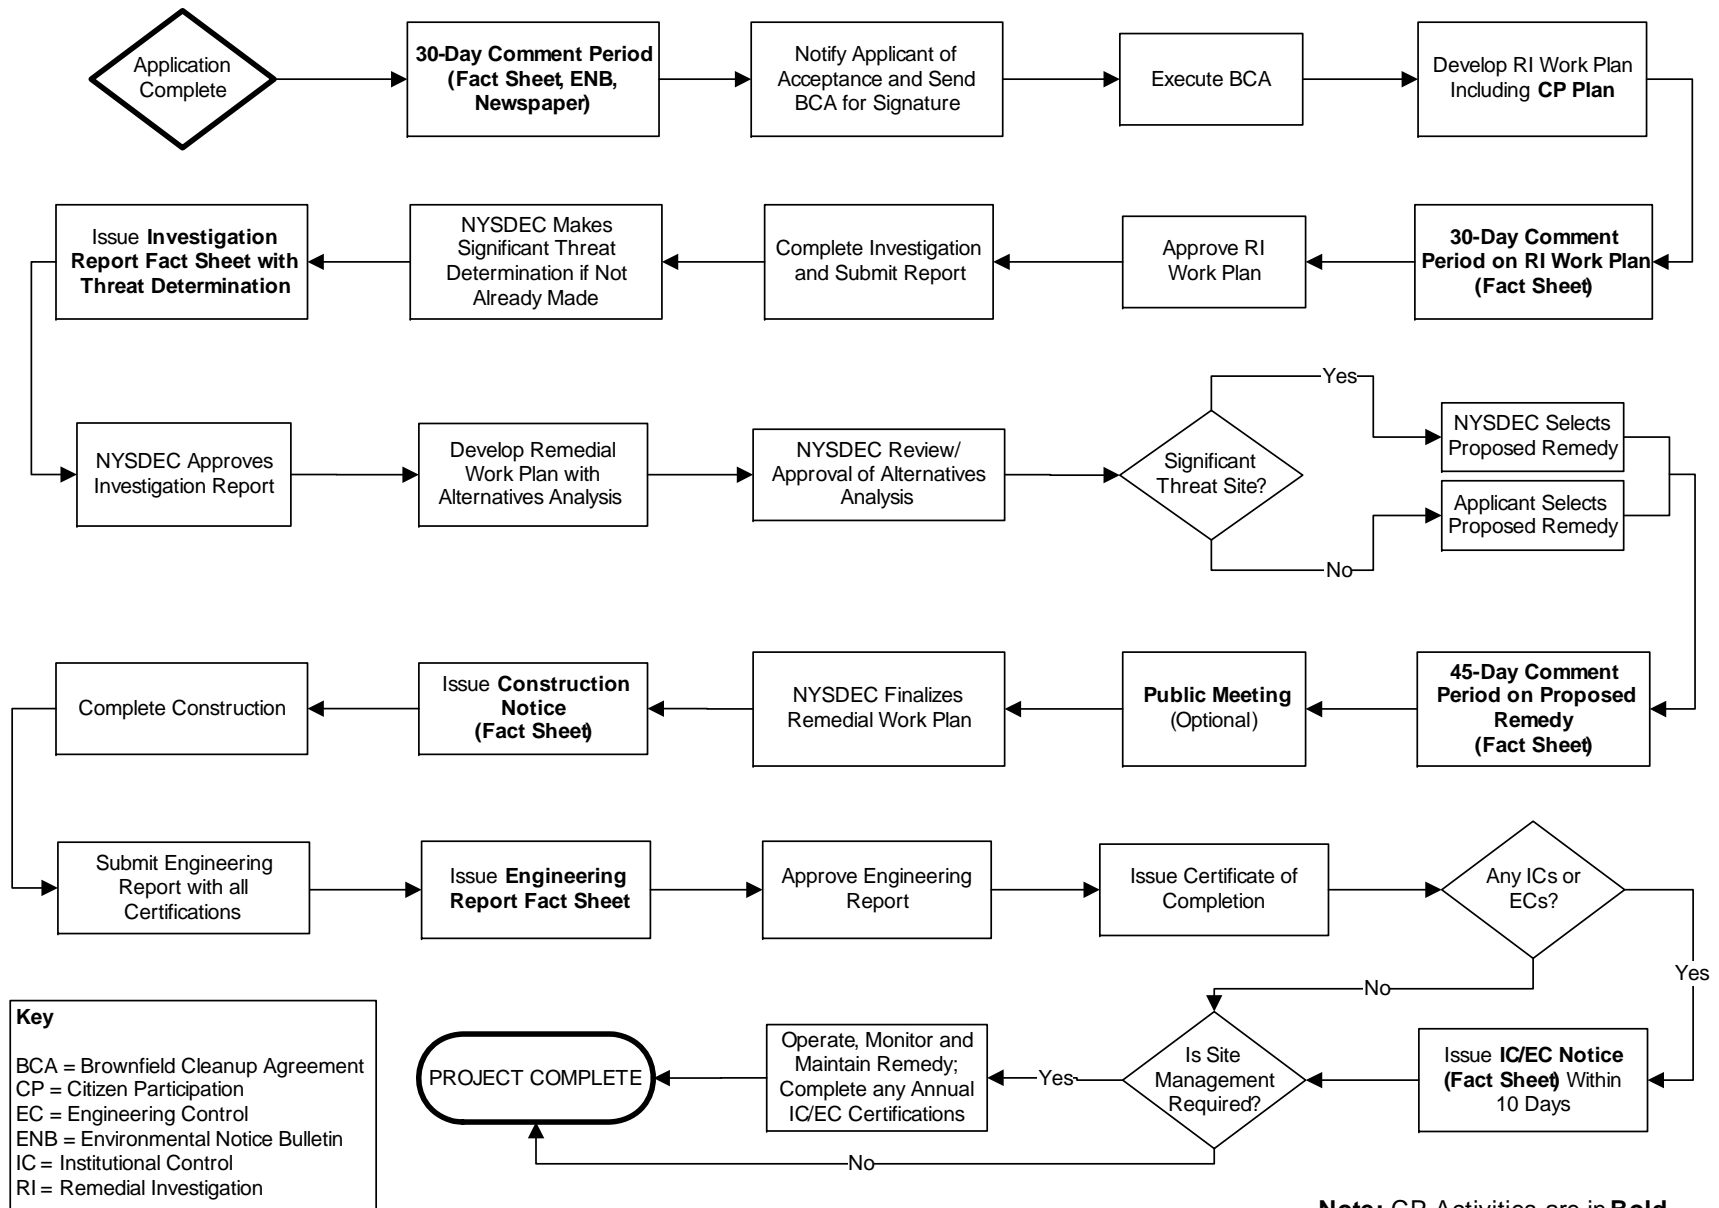 Application
Complete
30-Day Comment Period
(Fact Sheet, ENB,
Newspaper)
Notify Applicant of
Acceptance and Send
BCA for Signature
Execute BCA
Develop RI Work Plan
Including CP Plan
Issue Investigation
Report Fact Sheet with
Threat Determination
NYSDEC Makes
Significant Threat
Determination if Not
Already Made
Complete Investigation
and Submit Report
Approve RI
Work Plan
30-Day Comment
Period on RI Work Plan
(Fact Sheet)
NYSDEC Approves
Investigation Report
Develop Remedial
Work Plan with
Alternatives Analysis
NYSDEC Review/
Approval of Alternatives
Analysis
Significant
Threat Site?
Yes
No
NYSDEC Selects
Proposed Remedy
Applicant Selects
Proposed Remedy
Complete Construction
Issue Construction
Notice
(Fact Sheet)
NYSDEC Finalizes
Remedial Work Plan
Public Meeting
(Optional)
45-Day Comment
Period on Proposed
Remedy
(Fact Sheet)
Submit Engineering
Report with all
Certifications
Issue Engineering
Report Fact Sheet
Approve Engineering
Report
Issue Certificate of
Completion
Any ICs or
ECs?
Yes
No
Key
BCA = Brownfield Cleanup Agreement
CP = Citizen Participation
EC = Engineering Control
ENB = Environmental Notice Bulletin
IC = Institutional Control
RI = Remedial Investigation
PROJECT COMPLETE
Operate, Monitor and
Maintain Remedy;
Complete any Annual
IC/EC Certifications
Yes
Is Site
Management
Required?
Issue IC/EC Notice
(Fact Sheet) Within
10 Days
No
Note: CP Activities are in Bold